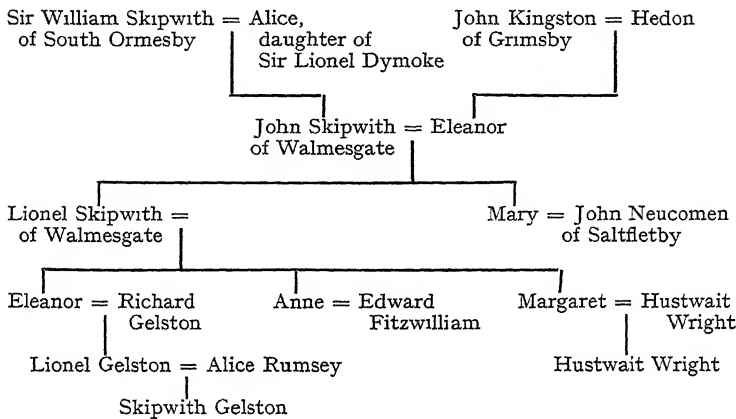 Sir William Skipwith = Alice, John Kingston = Hedon
of South Ormesby daughter of of Grimsby
Sir Lionel Dymoke
John Skipwith = Eleanor
of Walmesgate
Lionel Skipwith = Mary = John Neucomen
of Walmesgate of Saltfletby
Eleanor = Richard Anne = Edward Margaret = Hustwait
Gelston Fitzwilliam Wright
Lionel Gelston = Alice Rumsey Hustwait Wright
Skipwith Gelston